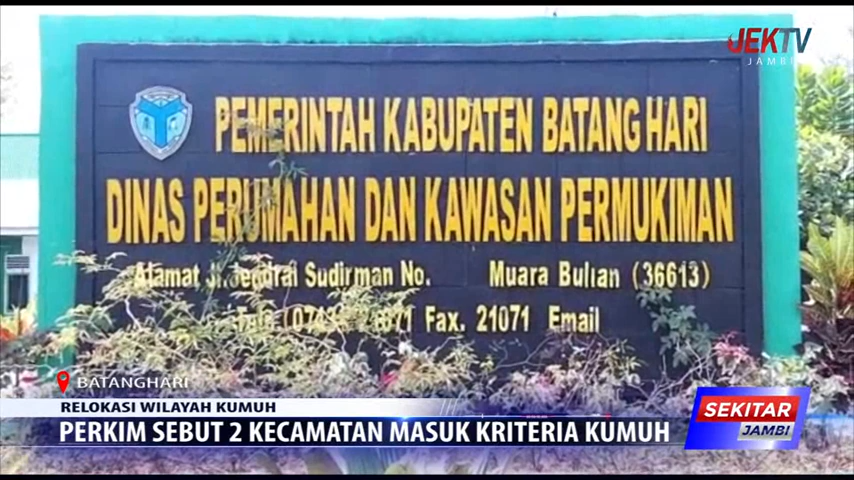 JEKTV
JAMBI
PEMERINTAH KABUPATEN BATANG HARI
DINAS PERUMAHAN DAN KAWASAN PERMUKIMAN
Alamat Sudirman No. Muara Bulian (36613)
Fax. 21071 Email
BATANGHARI
RELOKASI WILAYAH KUMUH
PERKIM SEBUT 2 KECAMATAN MASUK KRITERIA KUMUH
SEKITAR
JAMBI